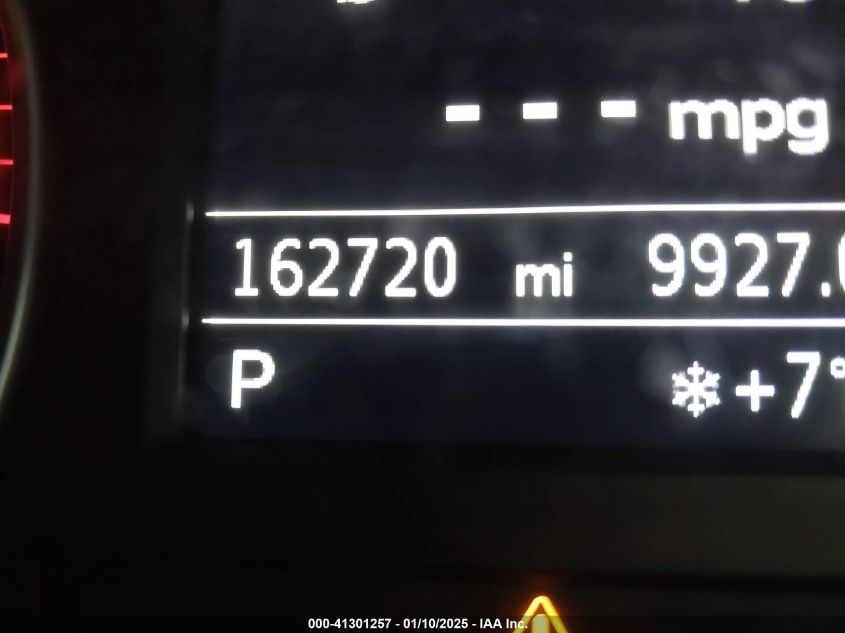 --- mpg
162720 mi 9927.
P ❄+7°
000-41301257 - 01/10/2025 - IAA Inc.